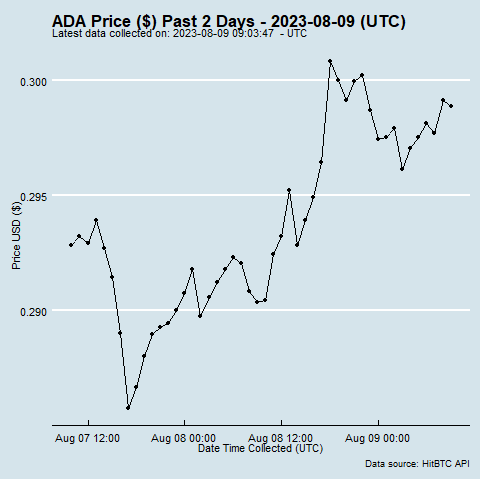 ADA Price ($) Past 2 Days - 2023-08-09 (UTC)
Latest data collected on: 2023-08-09 09:03:47 - UTC
0.300
0.295
0.290
Price USD ($)
Aug 07 12:00 Aug 08 00:00 Aug 08 12:00 Aug 09 00:00
Date Time Collected (UTC)
Data source: HitBTC API